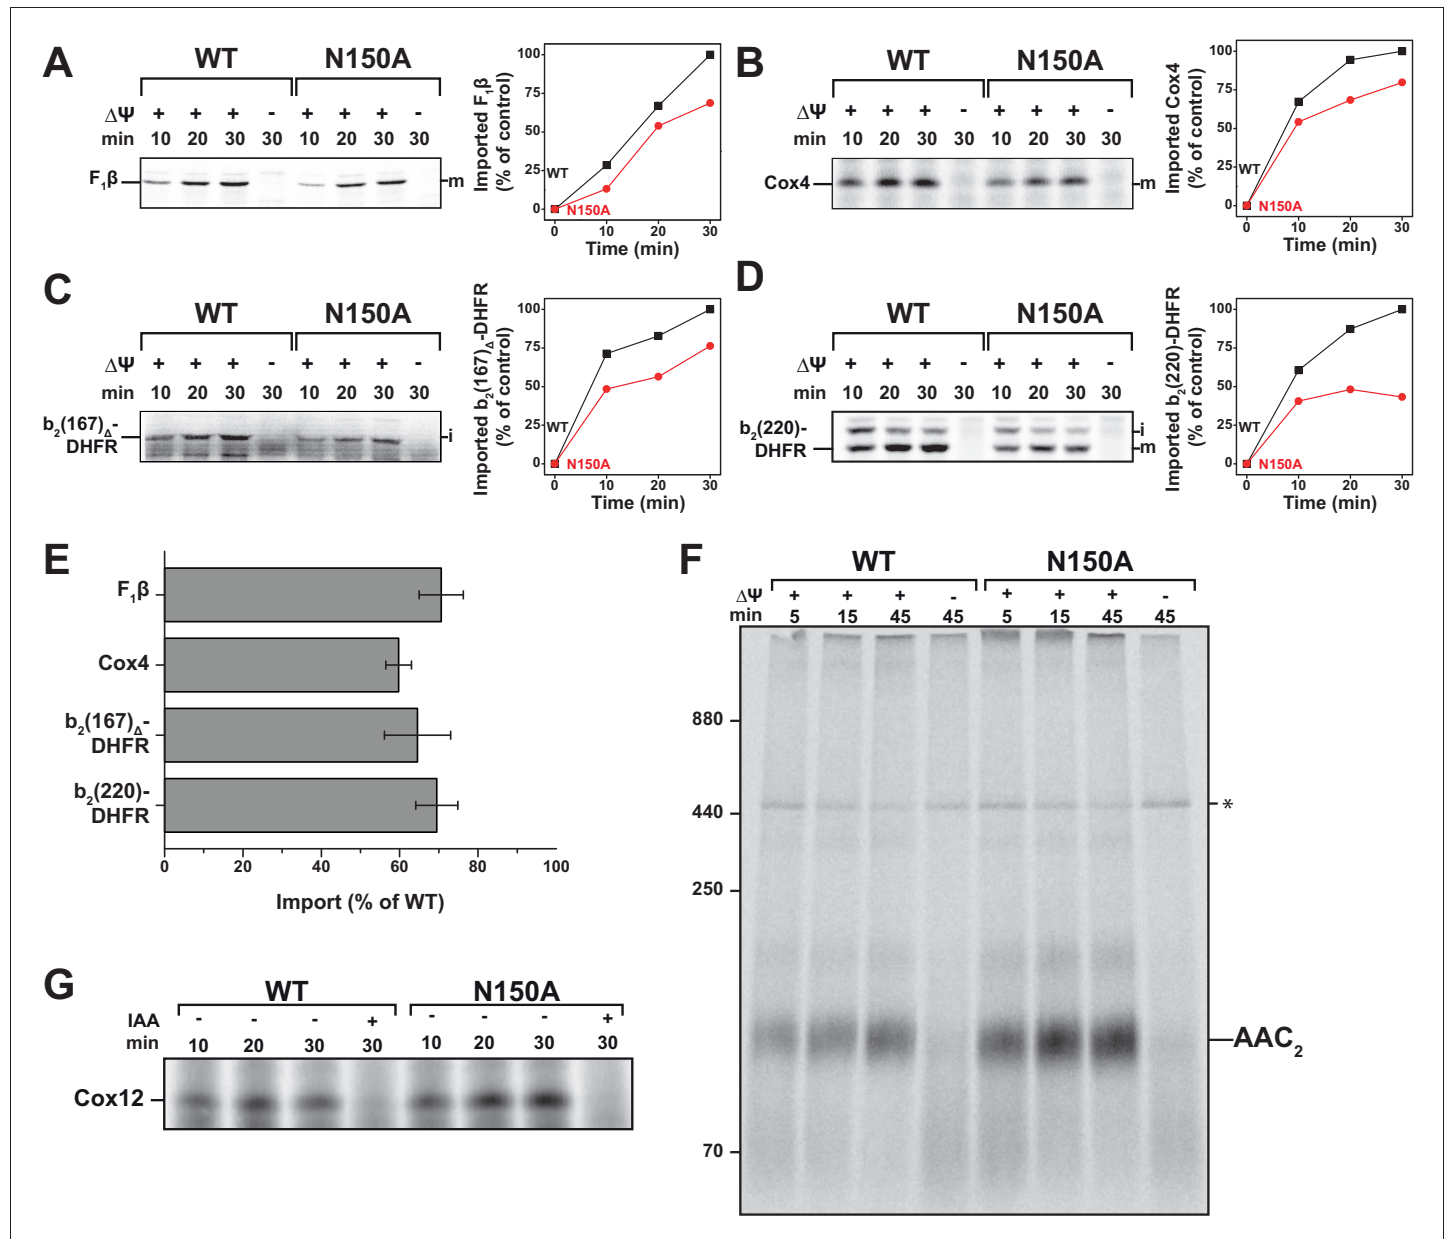 A
WT N150A
ΔΨ + + + - + + + -
min 10 20 30 30 10 20 30 30
F1β m
Imported F1β
(% of control)
100
75
50
25
0
WT
N150A
0 10 20 30
Time (min)
B
WT N150A
ΔΨ + + + - + + + -
min 10 20 30 30 10 20 30 30
Cox4 m
Imported Cox4
(% of control)
100
75
50
25
0
WT
N150A
0 10 20 30
Time (min)
C
WT N150A
ΔΨ + + + - + + + -
min 10 20 30 30 10 20 30 30
b2(167)Δ-
DHFR
i
Imported b2(167)Δ-DHFR
(% of control)
100
75
50
25
0
WT
N150A
0 10 20 30
Time (min)
D
WT N150A
ΔΨ + + + - + + + -
min 10 20 30 30 10 20 30 30
b2(220)-
DHFR
i
m
Imported b2(220)-DHFR
(% of control)
100
75
50
25
0
WT
N150A
0 10 20 30
Time (min)
E
F1β
Cox4
b2(167)Δ-
DHFR
b2(220)-
DHFR
0 20 40 60 80 100
Import (% of WT)
F
WT N150A
ΔΨ + + + - + + + -
min 5 15 45 45 5 15 45 45
880
440
250
70
*
AAC2
G
WT N150A
IAA - - - + - - - +
min 10 20 30 30 10 20 30 30
Cox12